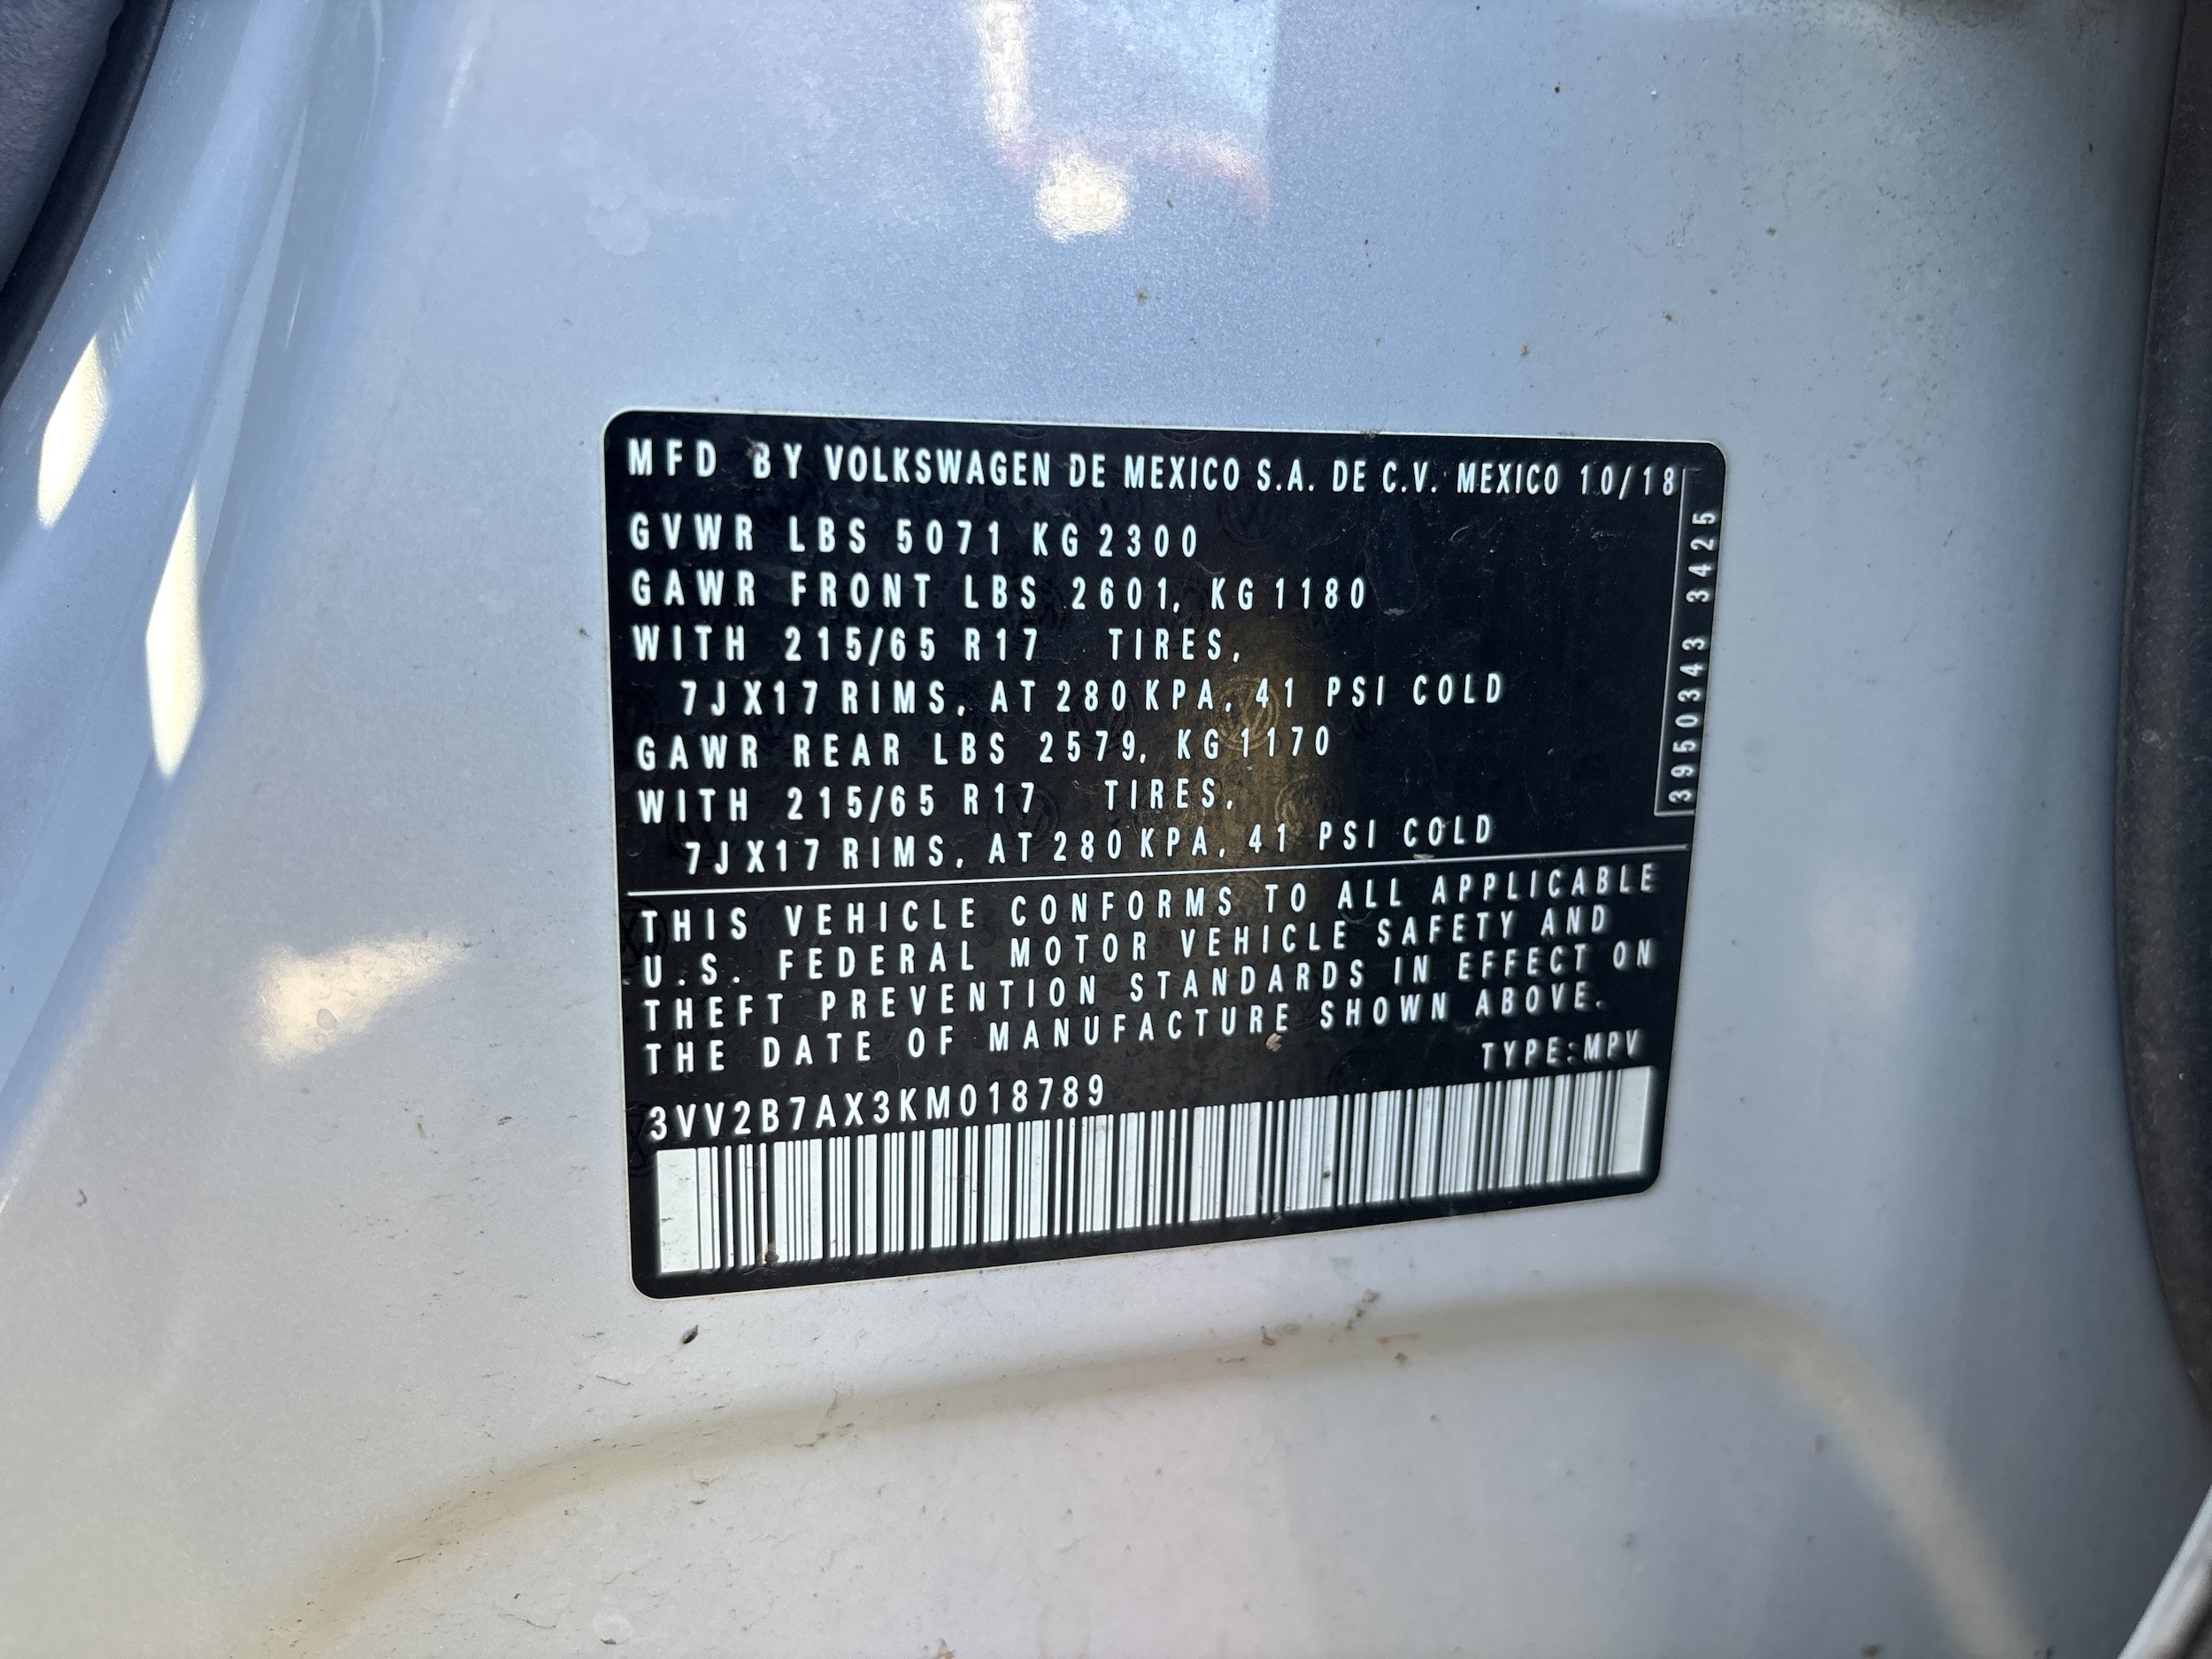 MFD BY VOLKSWAGEN DE MEXICO S.A. DE C.V. MEXICO 10/18
GVWR LBS 5071 KG 2300
GAWR FRONT LBS 2601, KG 1180
WITH 215/65 R17 TIRES,
7JX17 RIMS, AT 280 KPA, 41 PSI COLD
GAWR REAR LBS 2579, KG 1170
WITH 215/65 R17 TIRES,
7JX17 RIMS, AT 280 KPA, 41 PSI COLD
3950343 3425
THIS VEHICLE CONFORMS TO ALL APPLICABLE
U.S. FEDERAL MOTOR VEHICLE SAFETY AND
THEFT PREVENTION STANDARDS IN EFFECT ON
THE DATE OF MANUFACTURE SHOWN ABOVE.
TYPE:MPV
3VV2B7AX3KM018789